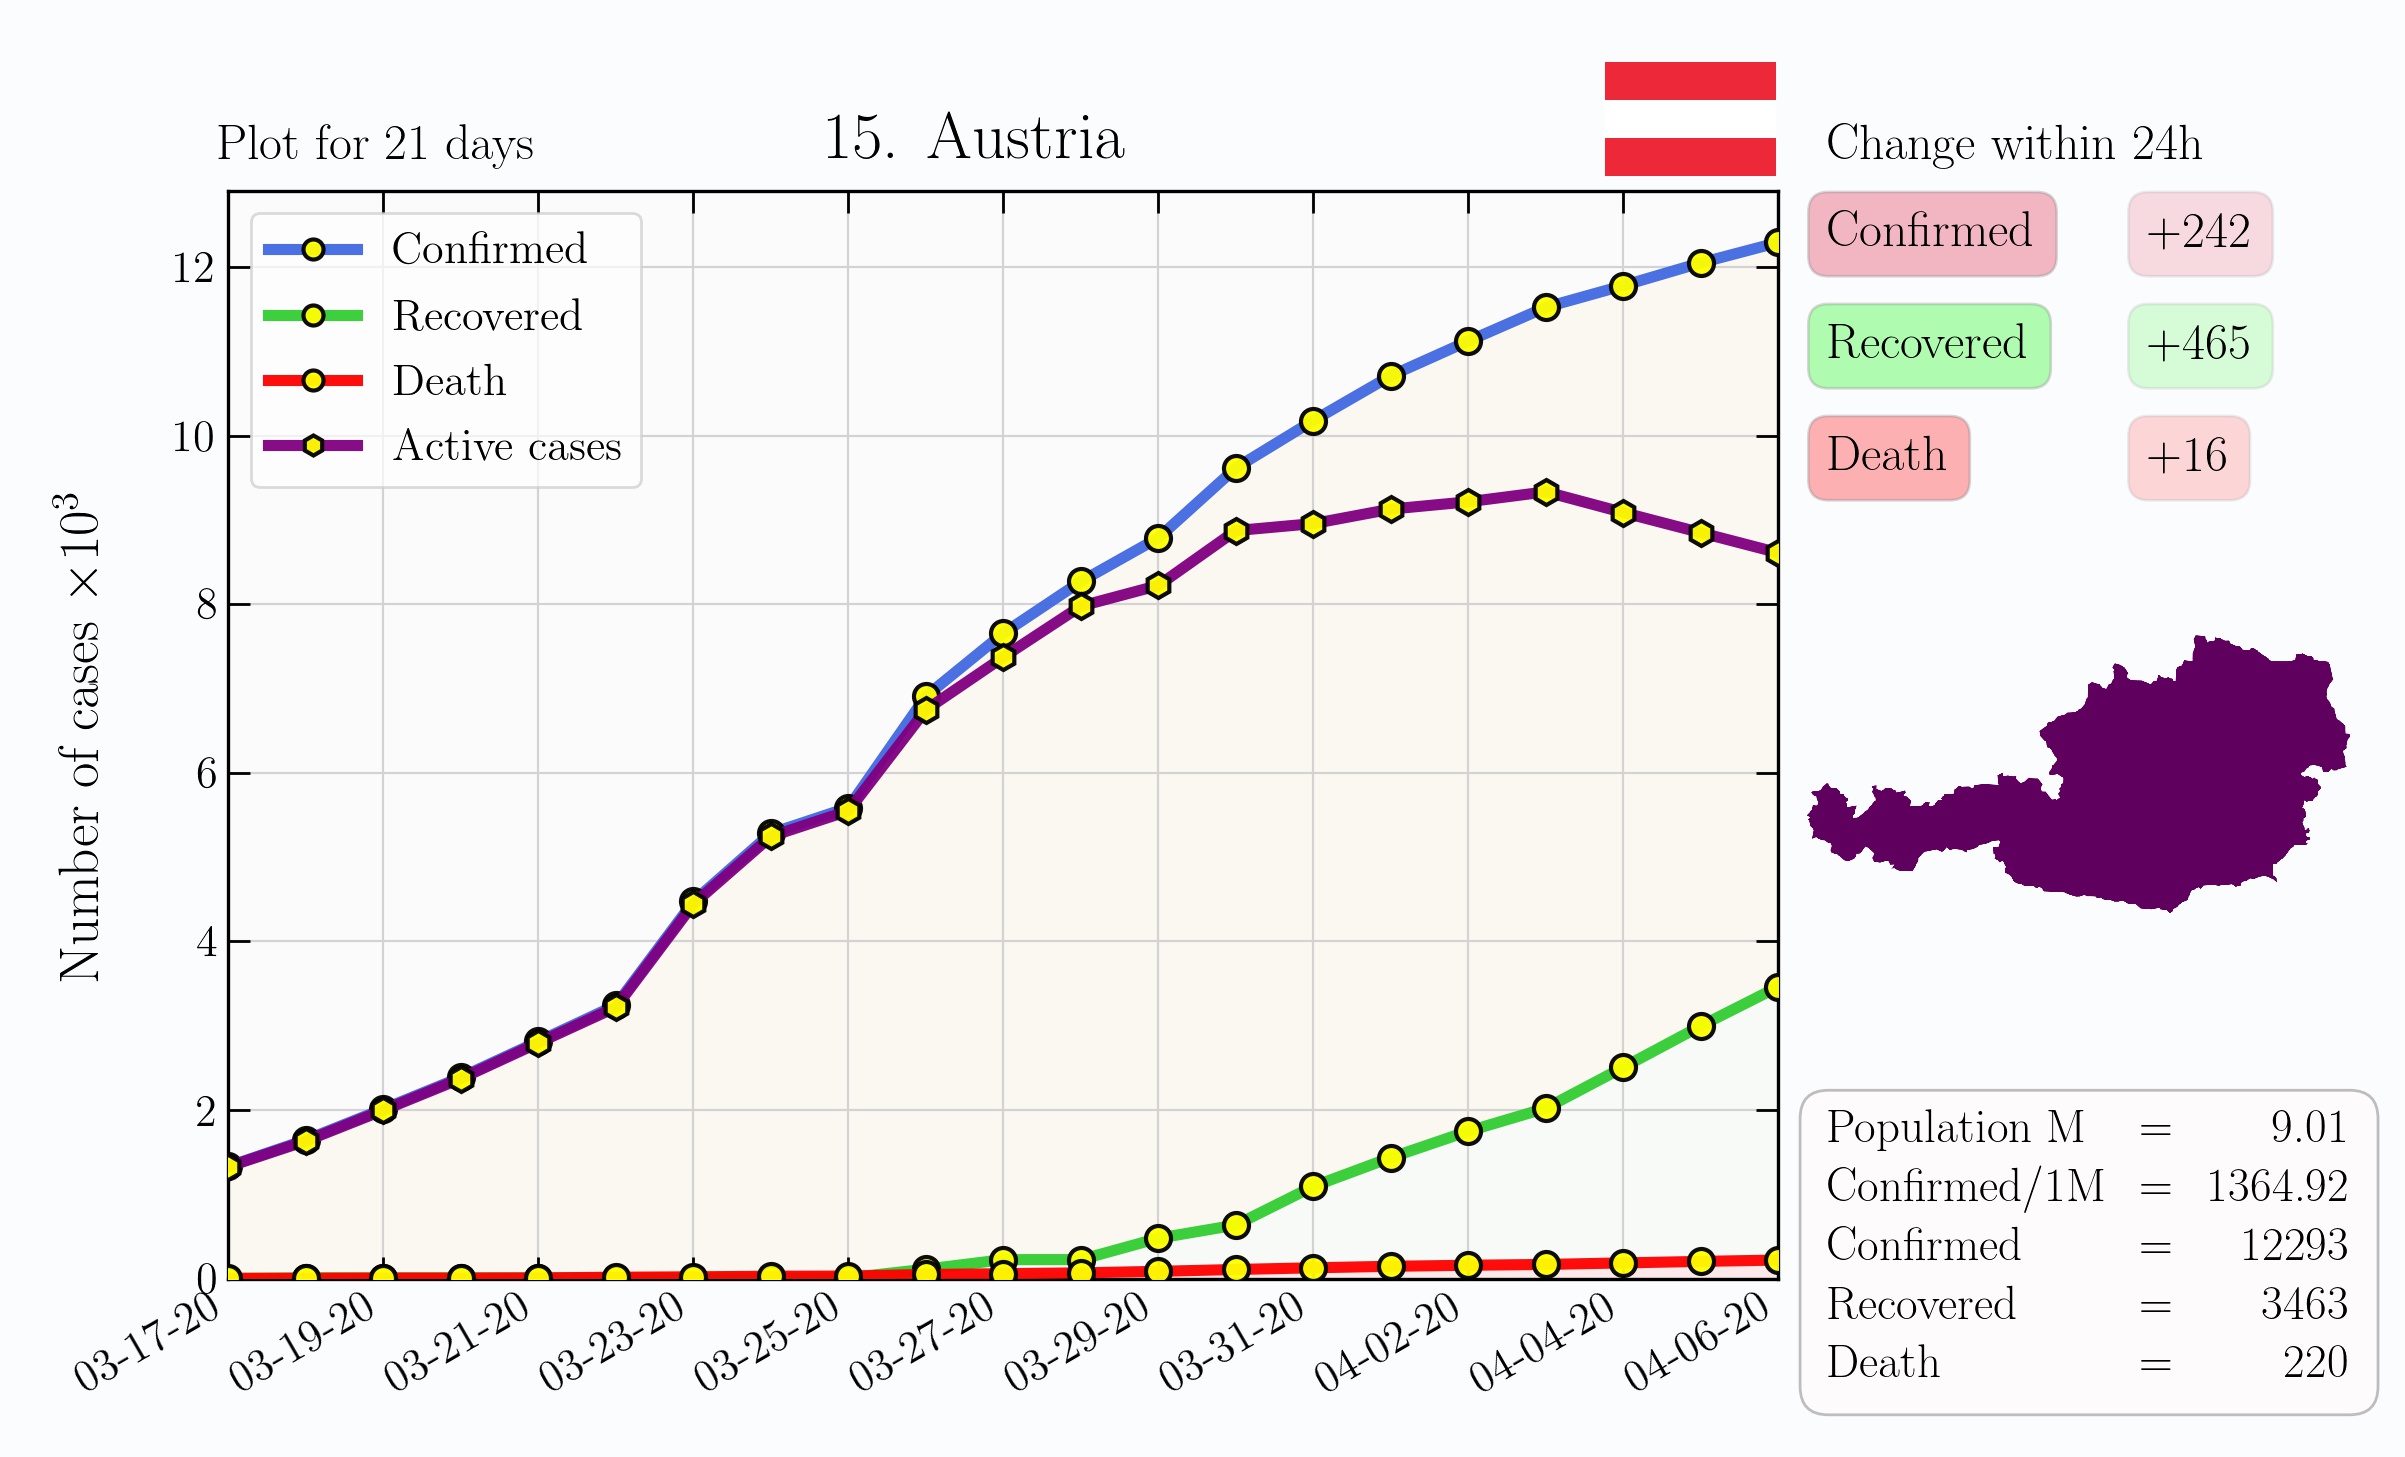 Plot for 21 days
15. Austria
Change within 24h
Confirmed +242
Recovered +465
Death +16
Confirmed
Recovered
Death
Active cases
Number of cases ×10³
12
10
8
6
4
2
0
03-17-20
03-19-20
03-21-20
03-23-20
03-25-20
03-27-20
03-29-20
03-31-20
04-02-20
04-04-20
04-06-20
Population M = 9.01
Confirmed/1M = 1364.92
Confirmed = 12293
Recovered = 3463
Death = 220